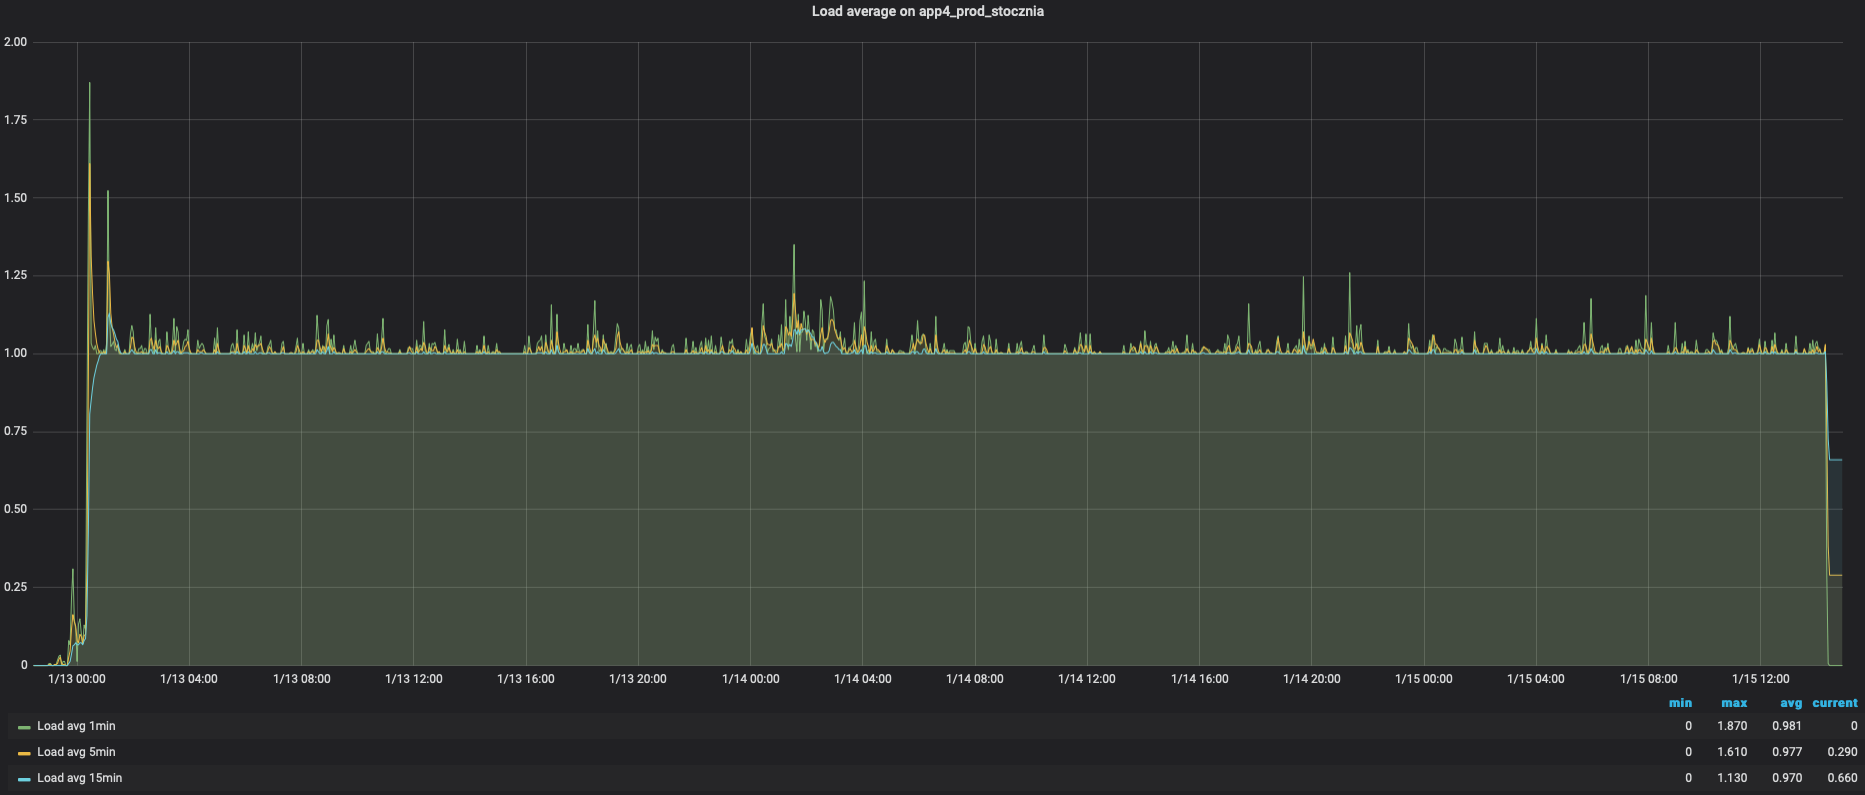 Load average on app4_prod_stocznia
2.00
1.75
1.50
1.25
1.00
0.75
0.50
0.25
0
1/13 00:00 1/13 04:00 1/13 08:00 1/13 12:00 1/13 16:00 1/13 20:00 1/14 00:00 1/14 04:00 1/14 08:00 1/14 12:00 1/14 16:00 1/14 20:00 1/15 00:00 1/15 04:00 1/15 08:00 1/15 12:00
min max avg current
Load avg 1min 0 1.870 0.981 0
Load avg 5min 0 1.610 0.977 0.290
Load avg 15min 0 1.130 0.970 0.660